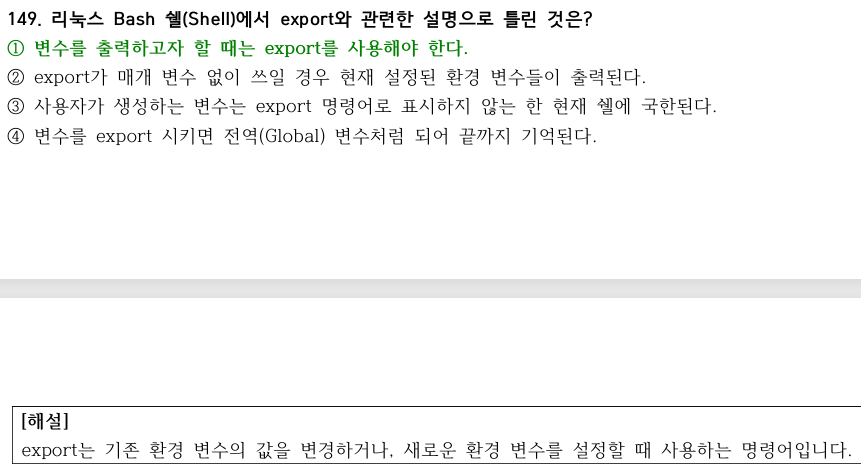 149. 리눅스 Bash 쉘(Shell)에서 export와 관련한 설명으로 틀린 것은?
① 변수를 출력하고자 할 때는 export를 사용해야 한다.
② export가 매개 변수 없이 쓰일 경우 현재 설정된 환경 변수들이 출력된다.
③ 사용자가 생성하는 변수는 export 명령어로 표시하지 않는 한 현재 쉘에 국한된다.
④ 변수를 export 시키면 전역(Global) 변수처럼 되어 끝까지 기억된다.
[해설]
export는 기존 환경 변수의 값을 변경하거나, 새로운 환경 변수를 설정할 때 사용하는 명령어입니다.